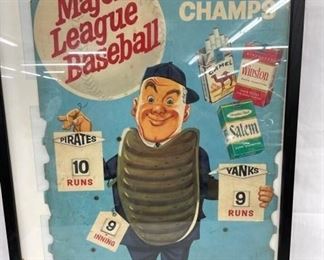 Major
League
Baseball
CHAMPS
CAMEL
Winston
Salem
PIRATES
10
RUNS
YANKS
9
RUNS
9
INNING